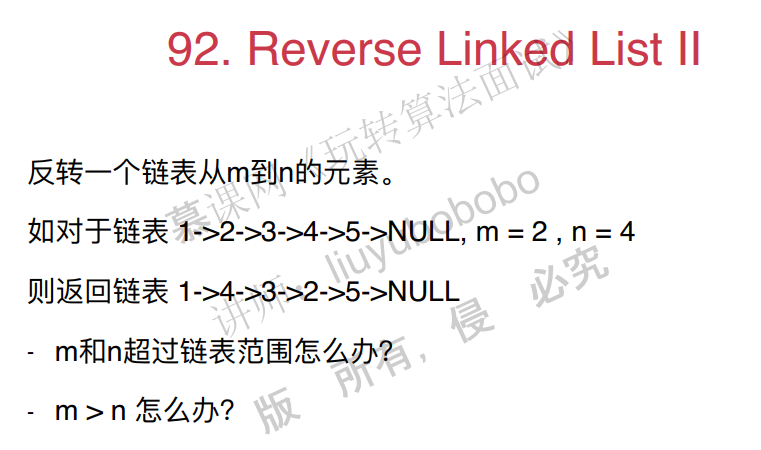 92. Reverse Linked List II
反转一个链表从m到n的元素。
如对于链表 1->2->3->4->5->NULL, m = 2 , n = 4
则返回链表 1->4->3->2->5->NULL
- m和n超过链表范围怎么办?
- m > n 怎么办?
慕课网《玩转算法面试》
讲师：liuyubobobo
版 所有，侵 必究